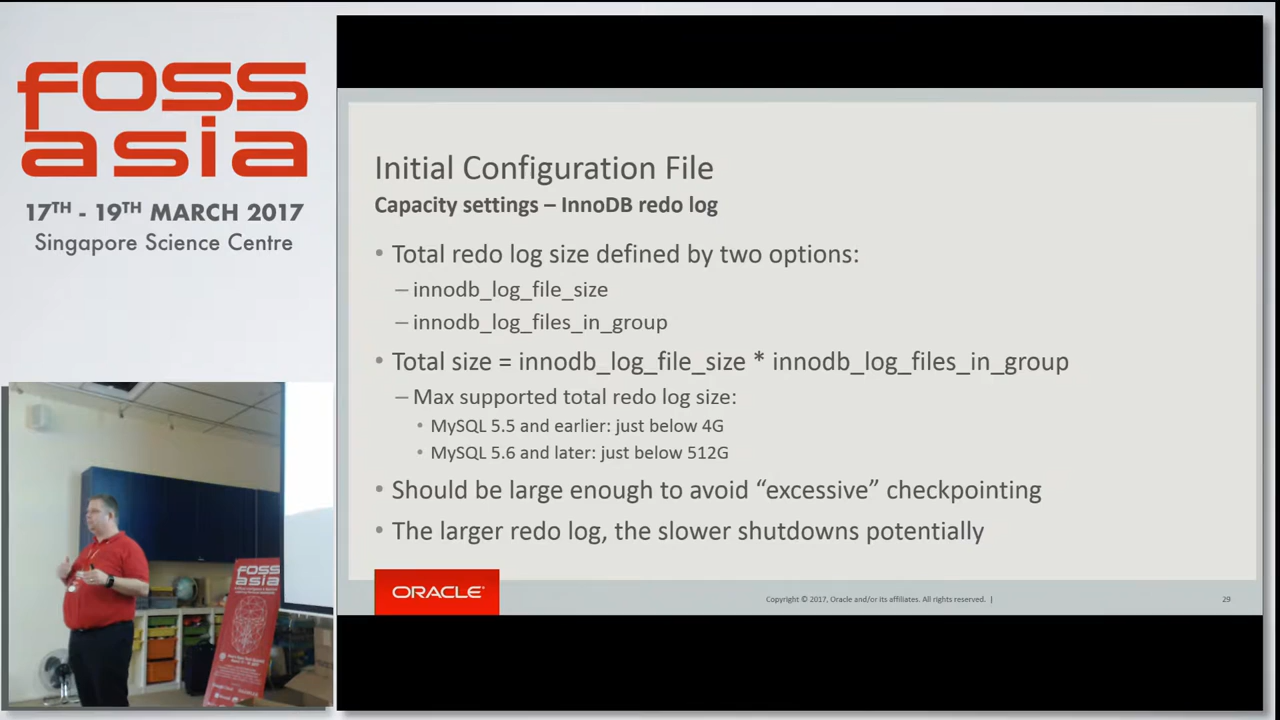 foss
asia
17TH - 19TH MARCH 2017
Singapore Science Centre
Initial Configuration File
Capacity settings – InnoDB redo log
• Total redo log size defined by two options:
– innodb_log_file_size
– innodb_log_files_in_group
• Total size = innodb_log_file_size * innodb_log_files_in_group
– Max supported total redo log size:
• MySQL 5.5 and earlier: just below 4G
• MySQL 5.6 and later: just below 512G
• Should be large enough to avoid “excessive” checkpointing
• The larger redo log, the slower shutdowns potentially
ORACLE
Copyright © 2017, Oracle and/or its affiliates. All rights reserved. |
29
FOSS
ASIA